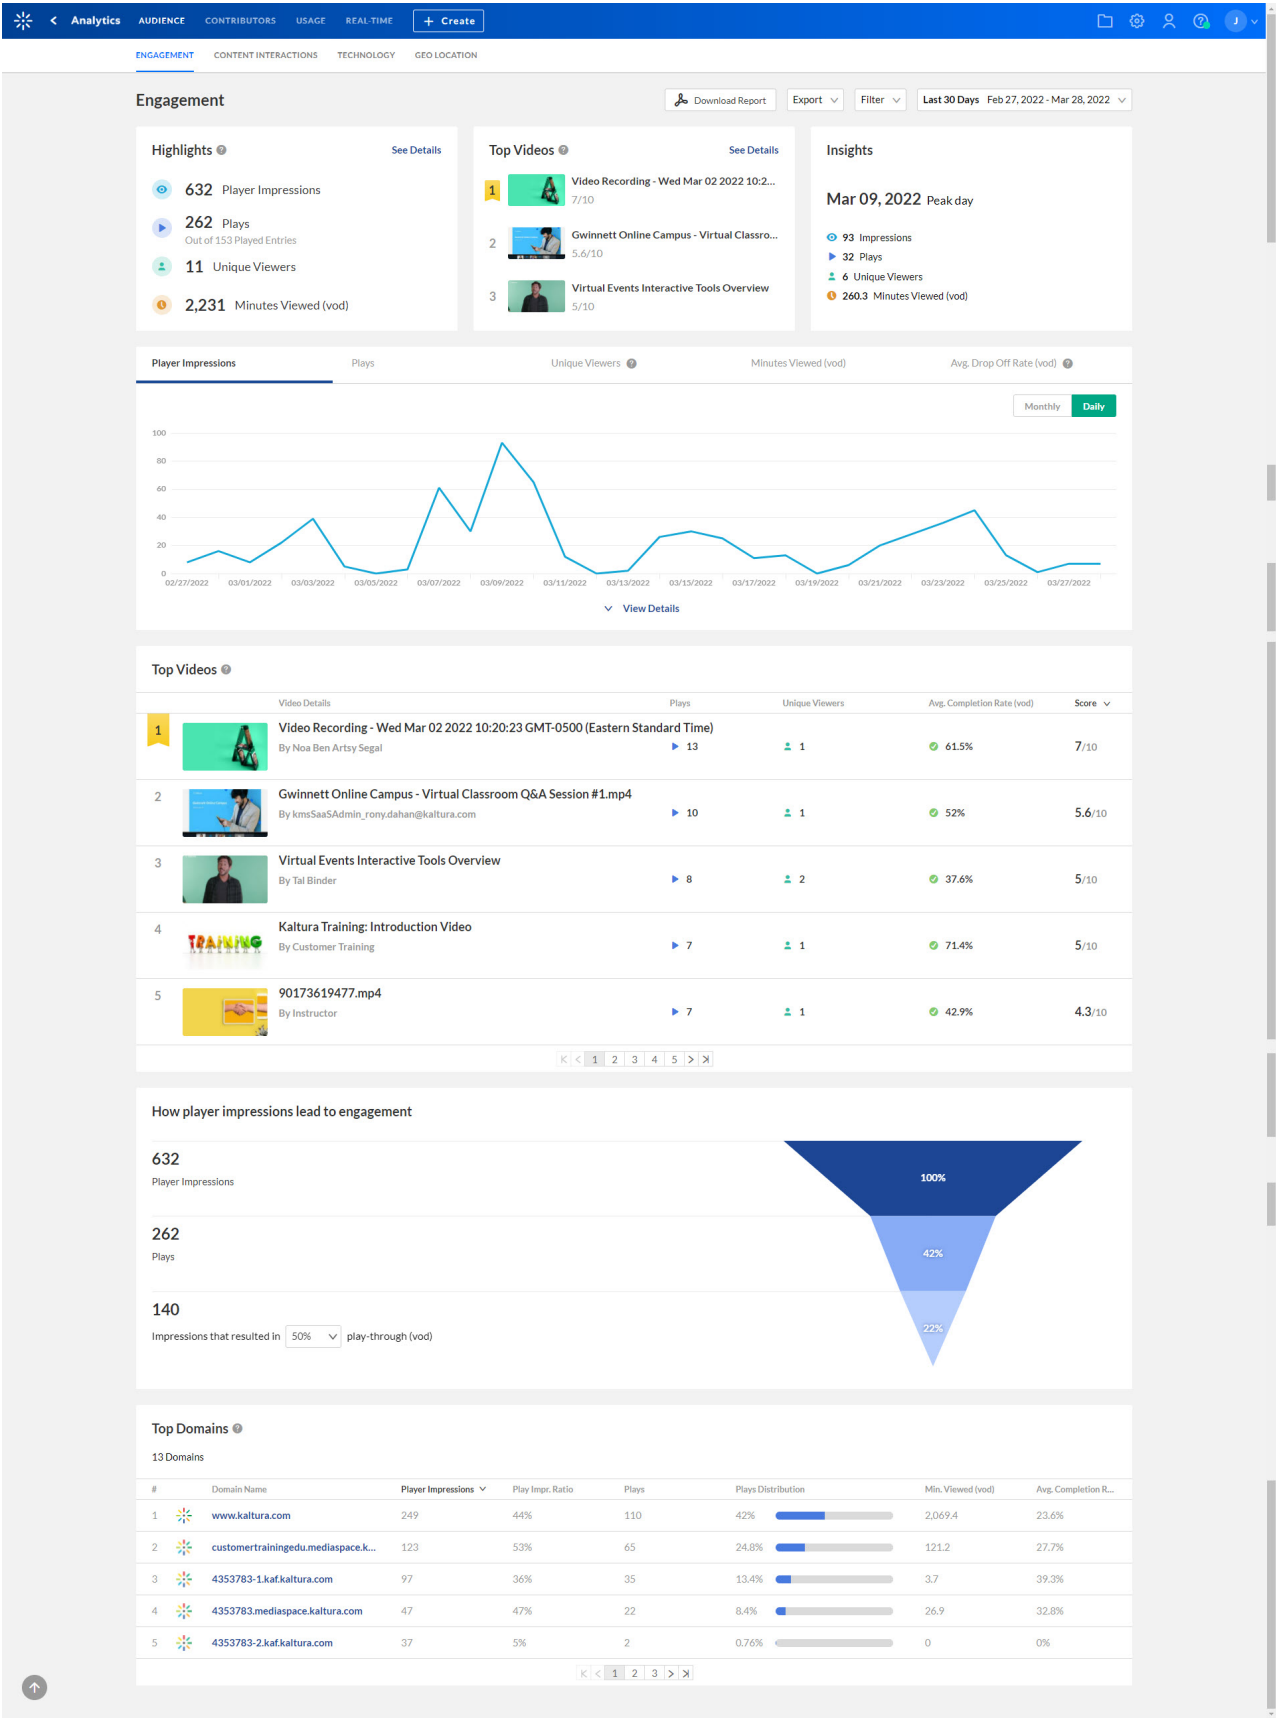 Analytics AUDIENCE CONTRIBUTORS USAGE REAL-TIME + Create J
ENGAGEMENT CONTENT INTERACTIONS TECHNOLOGY GEO LOCATION
Engagement Download Report Export Filter Last 30 Days Feb 27, 2022 - Mar 28, 2022
Highlights See Details
632 Player Impressions
262 Plays
Out of 153 Played Entries
11 Unique Viewers
2,231 Minutes Viewed (vod)
Top Videos See Details
1 Video Recording - Wed Mar 02 2022 10:2...
7/10
2 Gwinnett Online Campus - Virtual Classro...
5.6/10
3 Virtual Events Interactive Tools Overview
5/10
Insights
Mar 09, 2022 Peak day
93 Impressions
32 Plays
6 Unique Viewers
260.3 Minutes Viewed (vod)
Player Impressions Plays Unique Viewers Minutes Viewed (vod) Avg. Drop Off Rate (vod)
Monthly Daily
100
80
60
40
20
0
02/27/2022 03/01/2022 03/03/2022 03/05/2022 03/07/2022 03/09/2022 03/11/2022 03/13/2022 03/15/2022 03/17/2022 03/19/2022 03/21/2022 03/23/2022 03/25/2022 03/27/2022
View Details
Top Videos
Video Details Plays Unique Viewers Avg. Completion Rate (vod) Score
1 Video Recording - Wed Mar 02 2022 10:20:23 GMT-0500 (Eastern Standard Time)
By Noa Ben Artsy Segal 13 1 61.5% 7/10
2 Gwinnett Online Campus - Virtual Classroom Q&A Session #1.mp4
By kmsSaaSAdmin_rony.dahan@kaltura.com 10 1 52% 5.6/10
3 Virtual Events Interactive Tools Overview
By Tal Binder 8 2 37.6% 5/10
4 Kaltura Training: Introduction Video
TRAINING By Customer Training 7 1 71.4% 5/10
5 90173619477.mp4
By Instructor 7 1 42.9% 4.3/10
1 2 3 4 5
How player impressions lead to engagement
632
Player Impressions
100%
262
Plays
42%
140
Impressions that resulted in 50% play-through (vod)
22%
Top Domains
13 Domains
# Domain Name Player Impressions Play Impr. Ratio Plays Plays Distribution Min. Viewed (vod) Avg. Completion R...
1 www.kaltura.com 249 44% 110 42% 2,069.4 23.6%
2 customertrainingedu.mediaspace.k... 123 53% 65 24.8% 121.2 27.7%
3 4353783-1.kaf.kaltura.com 97 36% 35 13.4% 3.7 39.3%
4 4353783.mediaspace.kaltura.com 47 47% 22 8.4% 26.9 32.8%
5 4353783-2.kaf.kaltura.com 37 5% 2 0.76% 0 0%
1 2 3